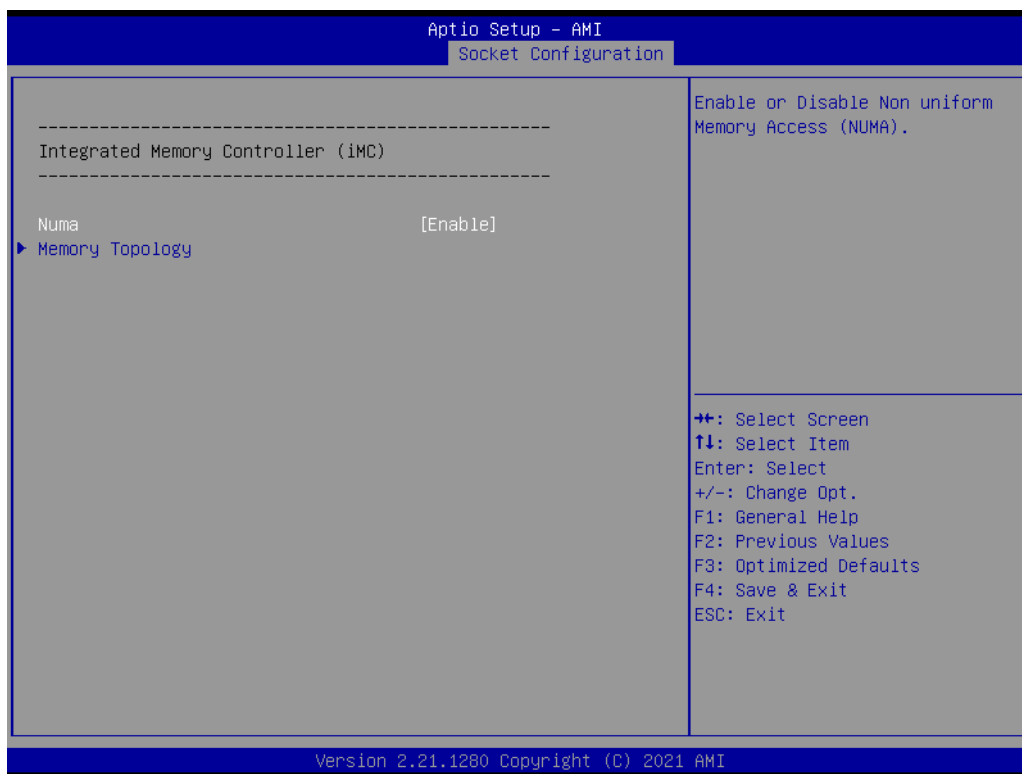 Aptio Setup – AMI
Socket Configuration
--------------------------------------------------
Integrated Memory Controller (iMC)
--------------------------------------------------
Numa [Enable]
Memory Topology
Enable or Disable Non uniform
Memory Access (NUMA).
→←: Select Screen
↑↓: Select Item
Enter: Select
+/-: Change Opt.
F1: General Help
F2: Previous Values
F3: Optimized Defaults
F4: Save & Exit
ESC: Exit
Version 2.21.1280 Copyright (C) 2021 AMI